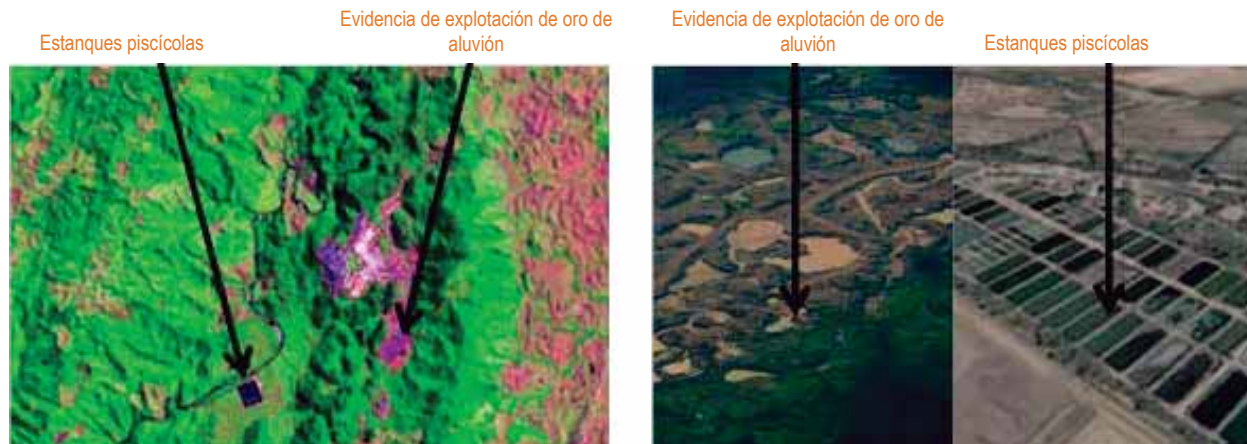 Estanques piscícolas
Evidencia de explotación de oro de
aluvión
Evidencia de explotación de oro de
aluvión
Estanques piscícolas